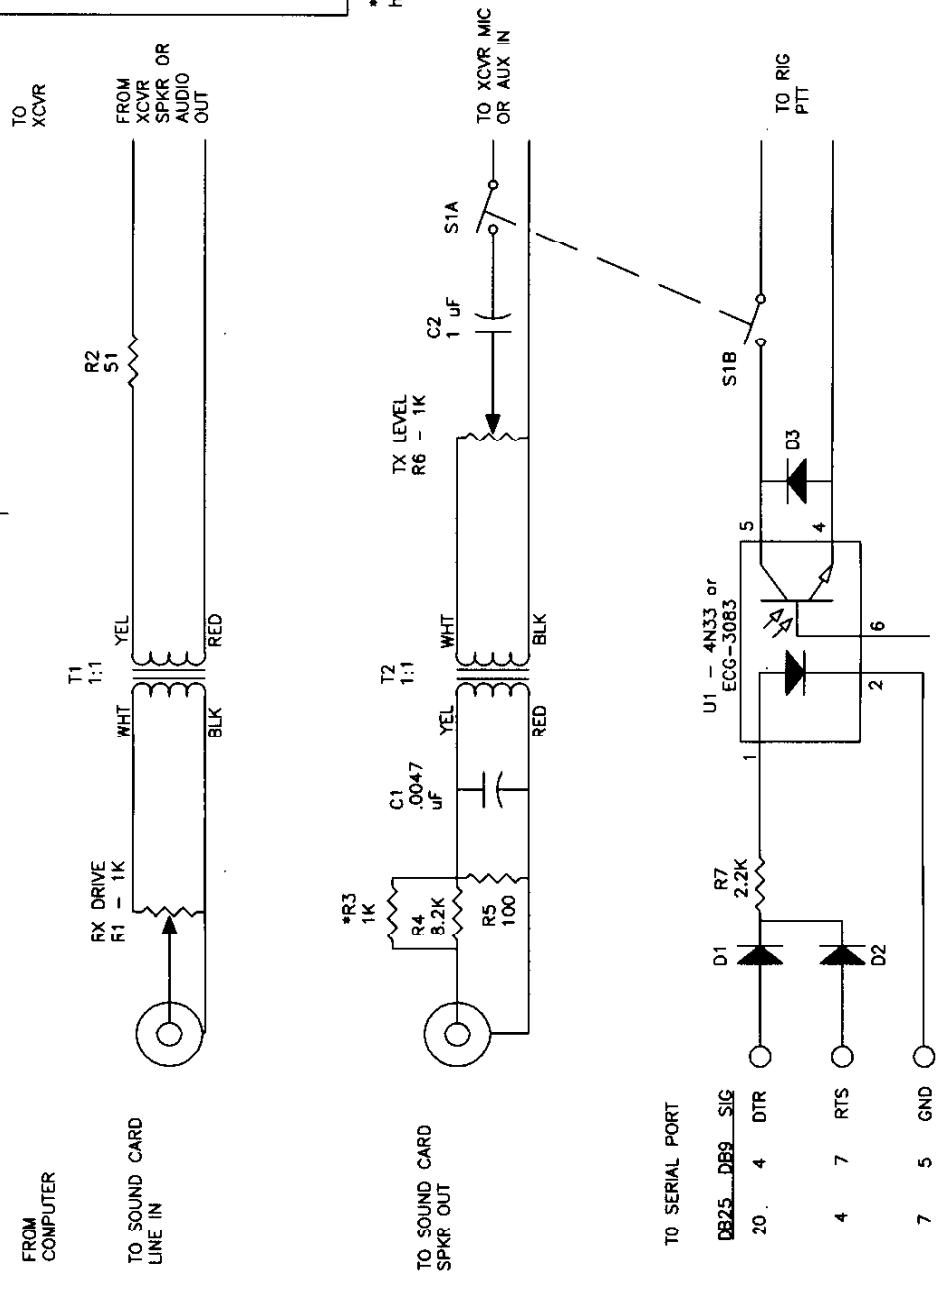 FROM
COMPUTER
TO
XCVR
TO SOUND CARD
LINE IN
RX DRIVE
R1 - 1K
WHT
BLK
T1
1:1
YEL
RED
R2
51
FROM
XCVR
SPKR OR
AUDIO
OUT
*
H
TO SOUND CARD
SPKR OUT
*R3
1K
R4
8.2K
R5
100
C1
.0047
uF
YEL
RED
T2
1:1
WHT
BLK
TX LEVEL
R6 - 1K
C2
1 uF
S1A
TO XCVR MIC
OR AUX IN
TO SERIAL PORT
DB25 DB9 SIG
20. 4 DTR
4 7 RTS
7 5 GND
D1
D2
R7
2.2K
1
2
U1 - 4N33 or
ECG-3083
6
5
4
D3
S1B
TO RIG
PTT